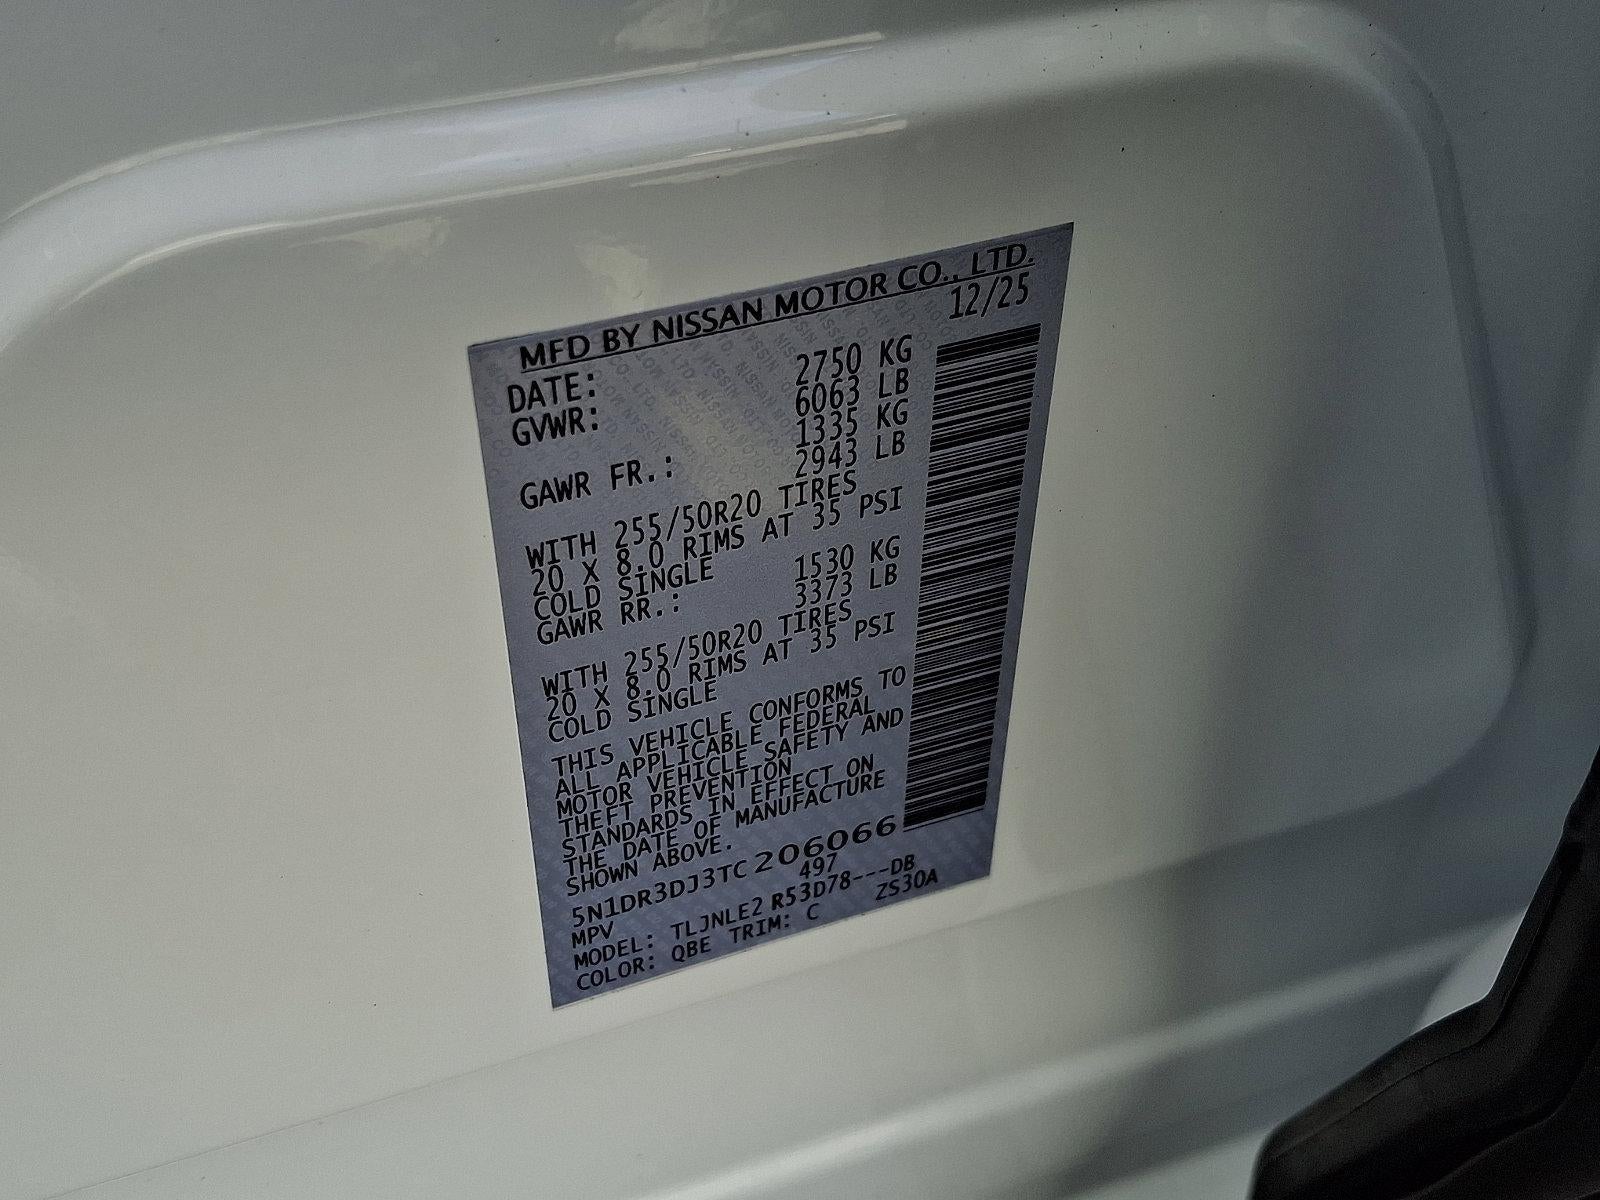 MFD BY NISSAN MOTOR CO., LTD.
DATE: 12/25
GVWR: 2750 KG
6063 LB
GAWR FR.: 1335 KG
2943 LB
WITH 255/50R20 TIRES
20 X 8.0 RIMS AT 35 PSI
COLD SINGLE
GAWR RR.: 1530 KG
3373 LB
WITH 255/50R20 TIRES
20 X 8.0 RIMS AT 35 PSI
COLD SINGLE
THIS VEHICLE CONFORMS TO
ALL APPLICABLE FEDERAL
MOTOR VEHICLE SAFETY AND
THEFT PREVENTION
STANDARDS IN EFFECT ON
THE DATE OF MANUFACTURE
SHOWN ABOVE.
5N1DR3DJ3TC206066
MPV 497
MODEL: TLJNLE2 R53D78---DB
COLOR: QBE TRIM: C ZS30A